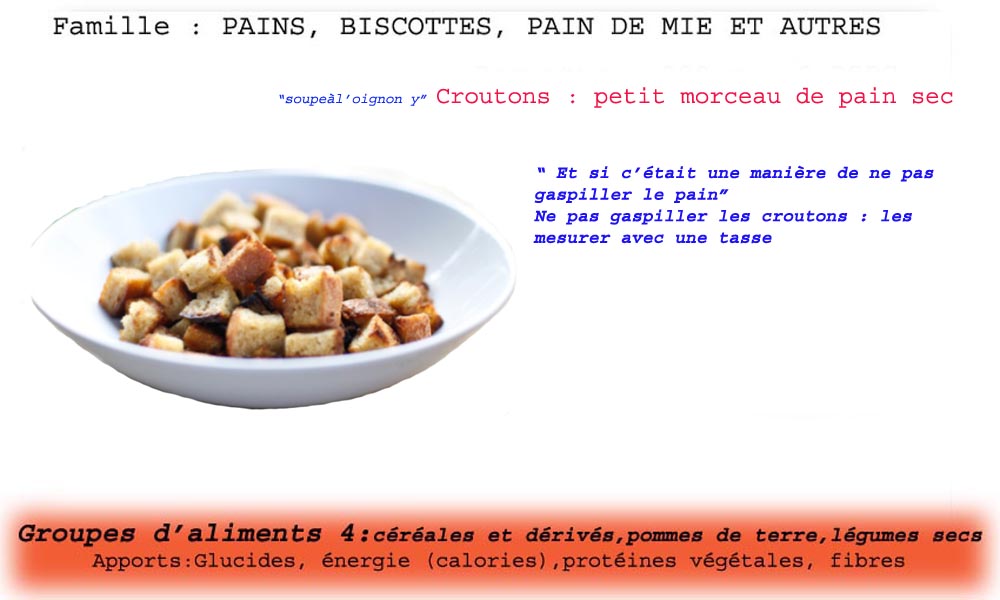 Famille : PAINS, BISCOTTES, PAIN DE MIE ET AUTRES
“soupeàl’oignon y” Croutons : petit morceau de pain sec
“ Et si c’était une manière de ne pas
gaspiller le pain”
Ne pas gaspiller les croutons : les
mesurer avec une tasse
Groupes d’aliments 4:céréales et dérivés,pommes de terre,légumes secs
Apports:Glucides, énergie (calories),protéines végétales, fibres